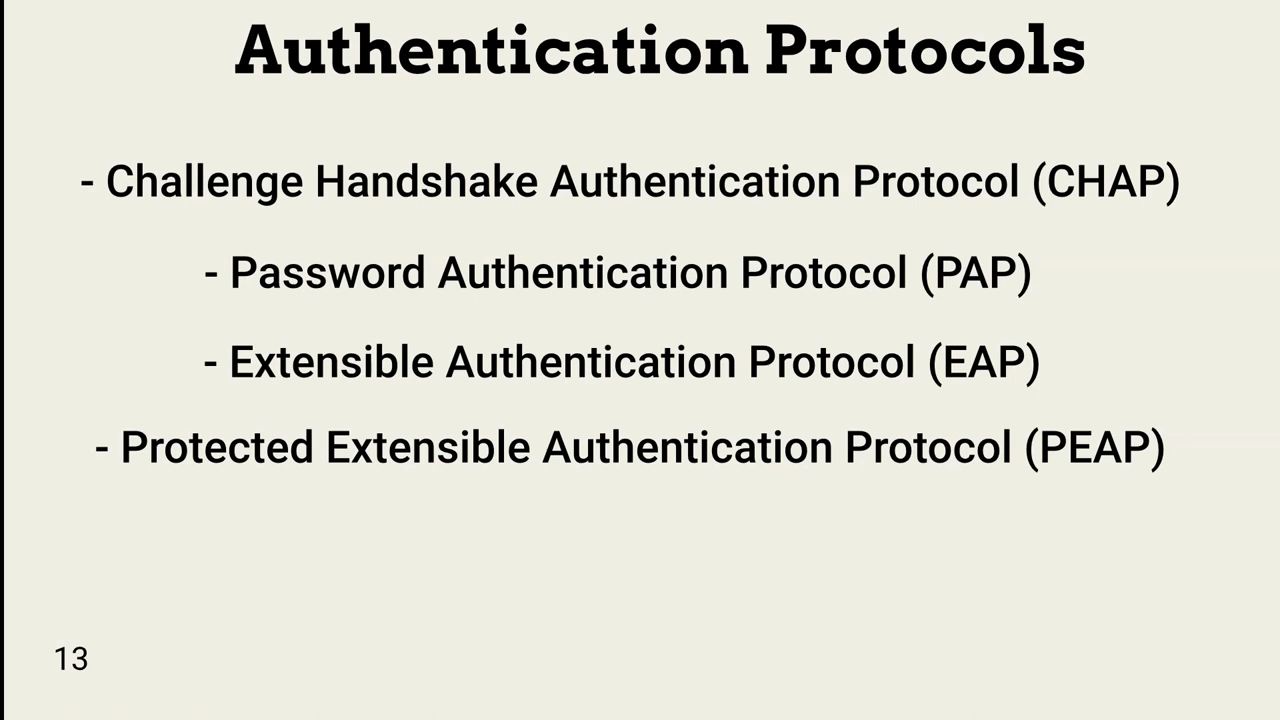 Authentication Protocols
- Challenge Handshake Authentication Protocol (CHAP)
- Password Authentication Protocol (PAP)
- Extensible Authentication Protocol (EAP)
- Protected Extensible Authentication Protocol (PEAP)
13